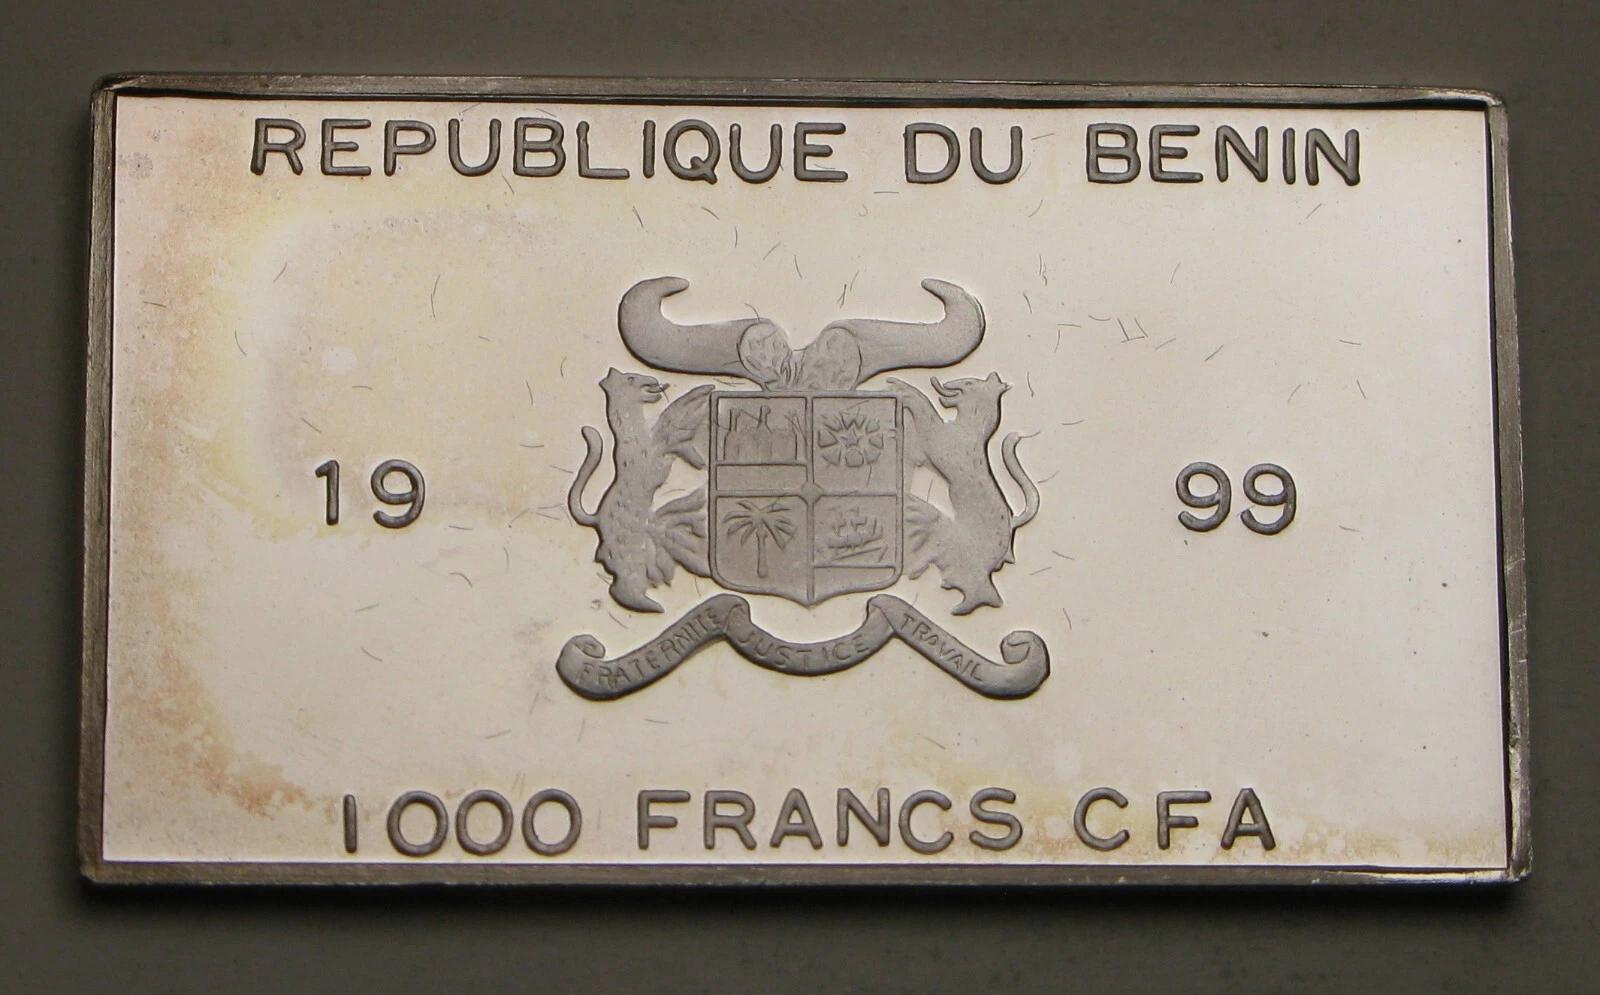 REPUBLIQUE DU BENIN
19 99
FRATERNITE JUSTICE TRAVAIL
1000 FRANCS CFA